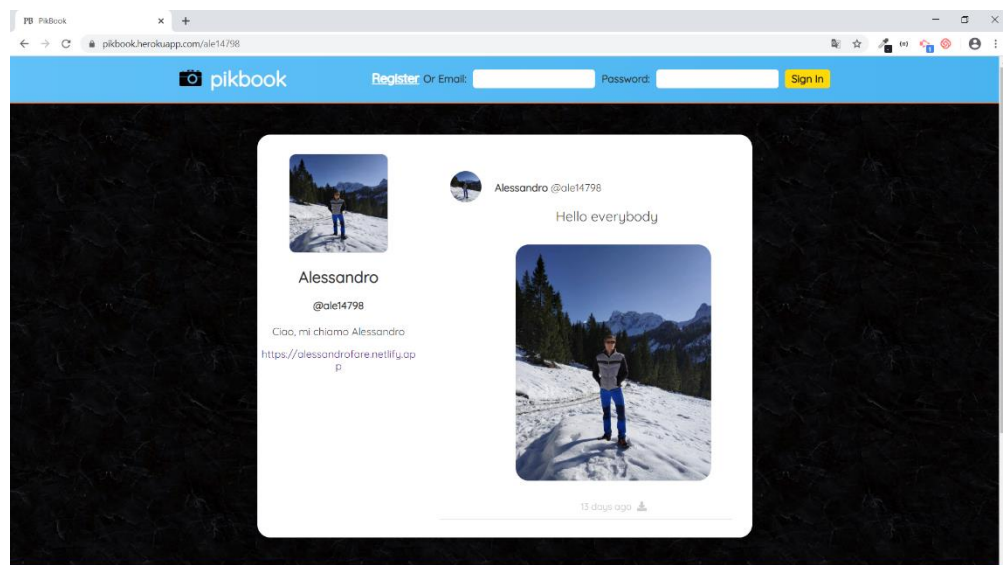 PB PikBook
pikbook.herokuapp.com/ale14798
pikbook
Register Or Email:
Password:
Sign In
Alessandro
@ale14798
Ciao, mi chiamo Alessandro
https://alessandrofare.netlify.ap
p
Alessandro @ale14798
Hello everybody
13 days ago